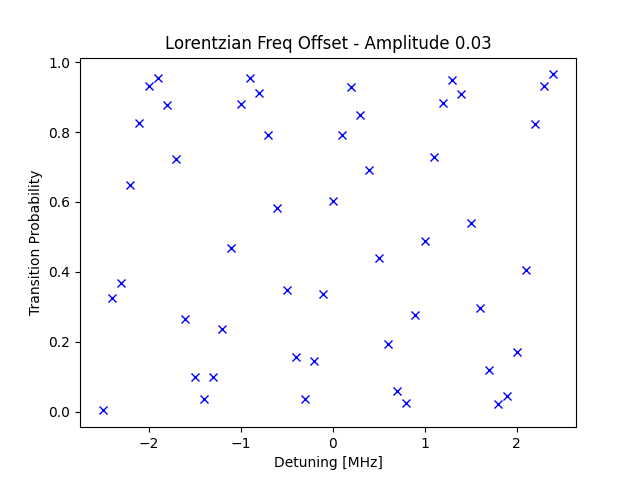 Lorentzian Freq Offset - Amplitude 0.03
1.0
0.8
0.6
0.4
0.2
0.0
Transition Probability
−2 −1 0 1 2
Detuning [MHz]